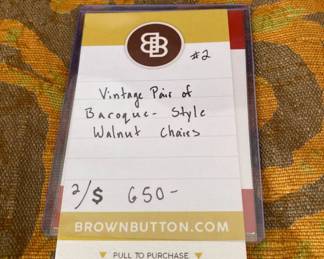 BB
#2
Vintage Pair of
Baroque- Style
Walnut Chairs
2/$ 650-
BROWNBUTTON.COM
PULL TO PURCHASE